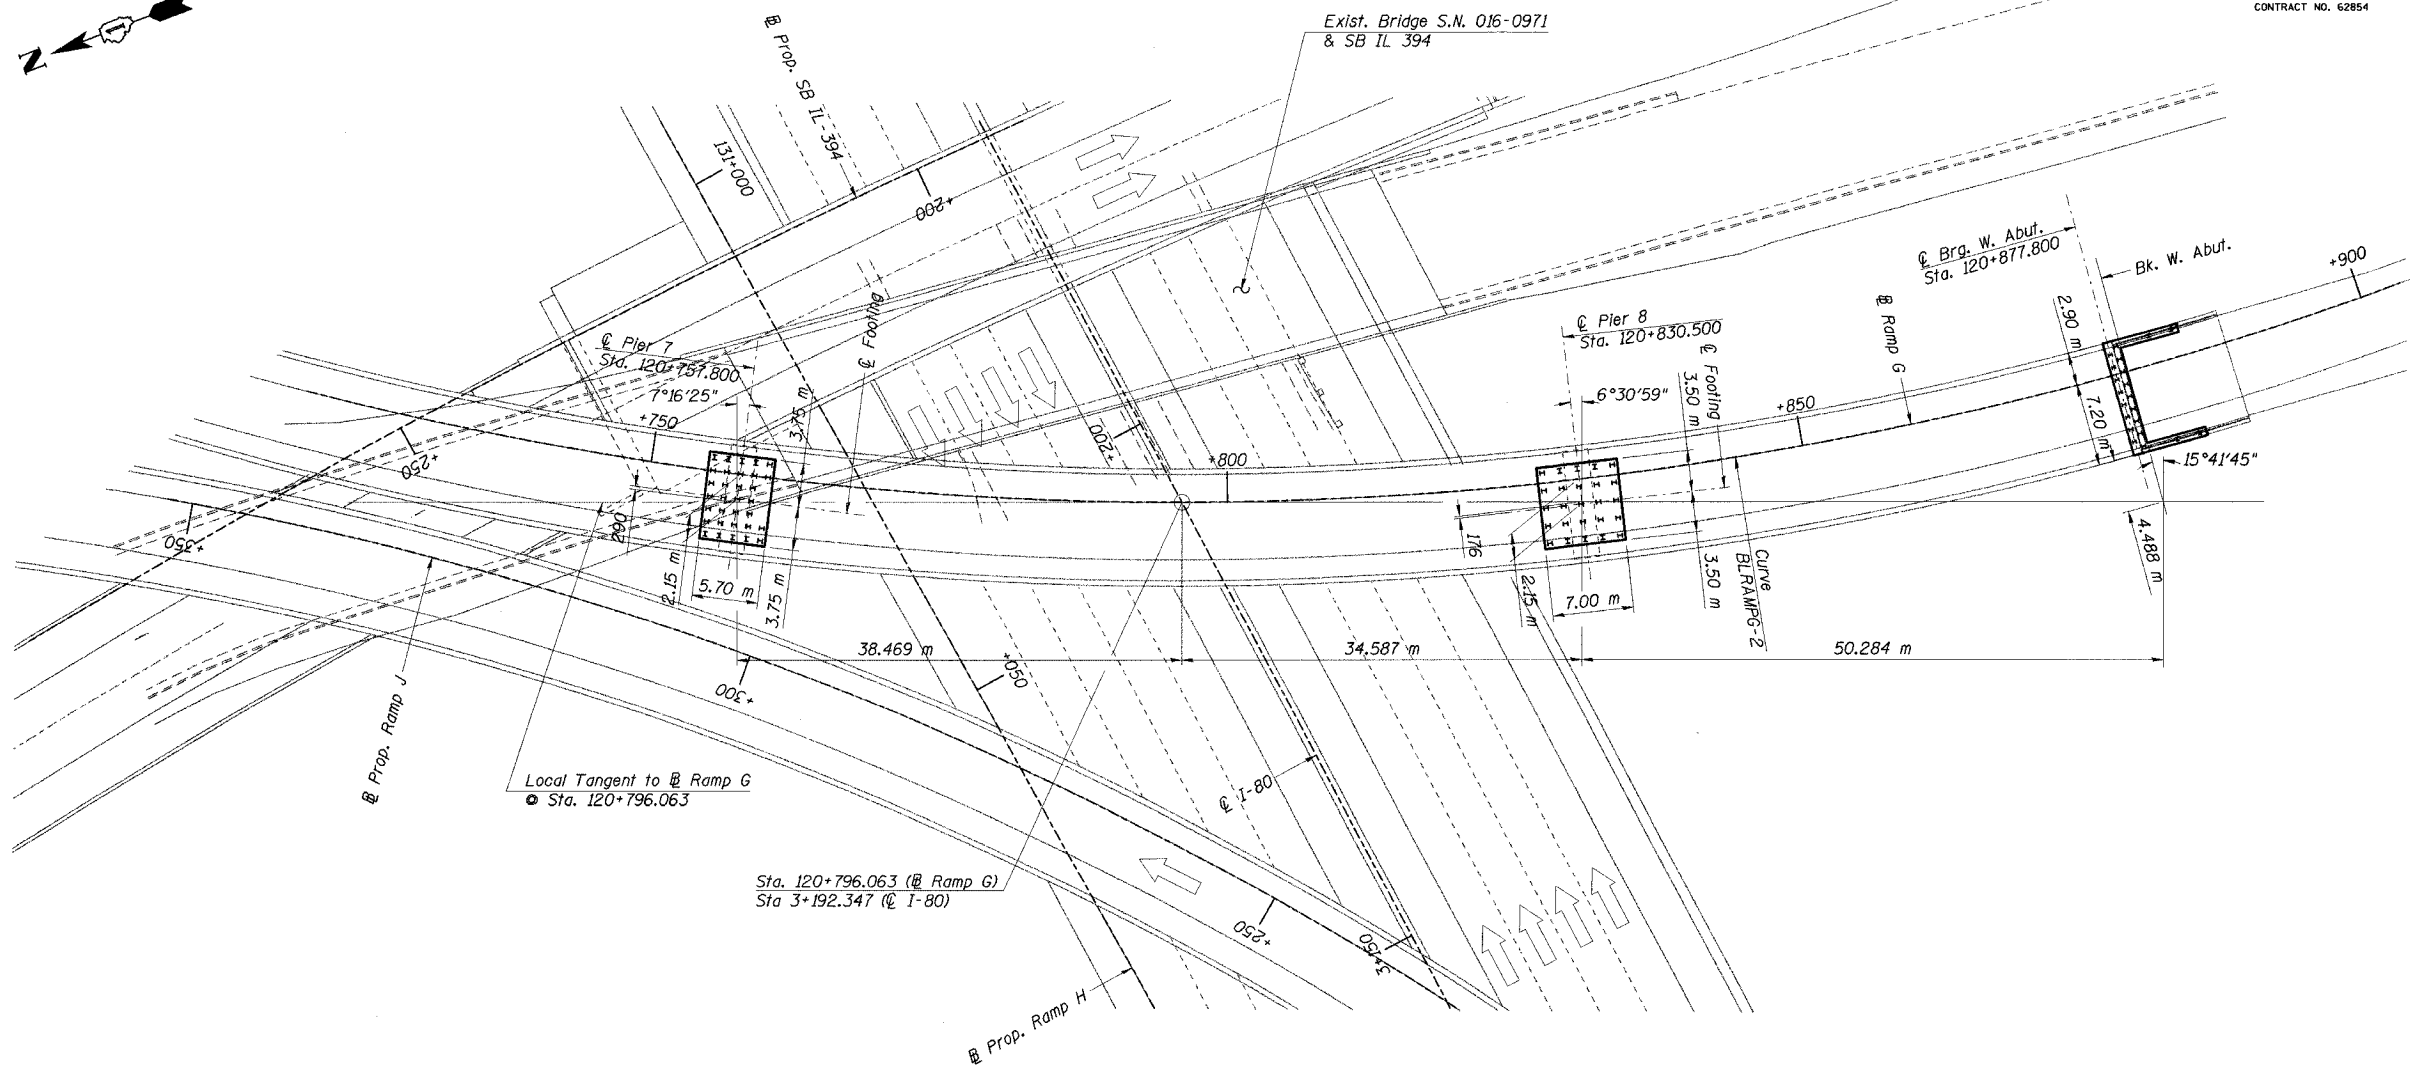 CONTRACT NO. 62854
N
℄ Prop. SB IL-394
Exist. Bridge S.N. 016-0971
& SB IL 394
131+000
+200
℄ Brg. W. Abut.
Sta. 120+877.800
Bk. W. Abut.
+900
℄ Footing
℄ Pier 7
Sta. 120+757.800
7°16'25"
+750
3.75 m
℄ Pier 8
Sta. 120+830.500
℄ Footing
6°30'59"
3.50 m
+850
℄ Ramp G
2.90 m
7.20 m
15°41'45"
4.488 m
+250
+200
+800
+350
290
2.15 m
5.70 m
3.75 m
176
2.15 m
7.00 m
3.50 m
Curve
BLRAMPG-2
38.469 m
34.587 m
50.284 m
+300
+050
℄ Prop. Ramp J
Local Tangent to ℄ Ramp G
@ Sta. 120+796.063
℄ I-80
Sta. 120+796.063 (℄ Ramp G)
Sta 3+192.347 (℄ I-80)
+250
3+150
℄ Prop. Ramp H